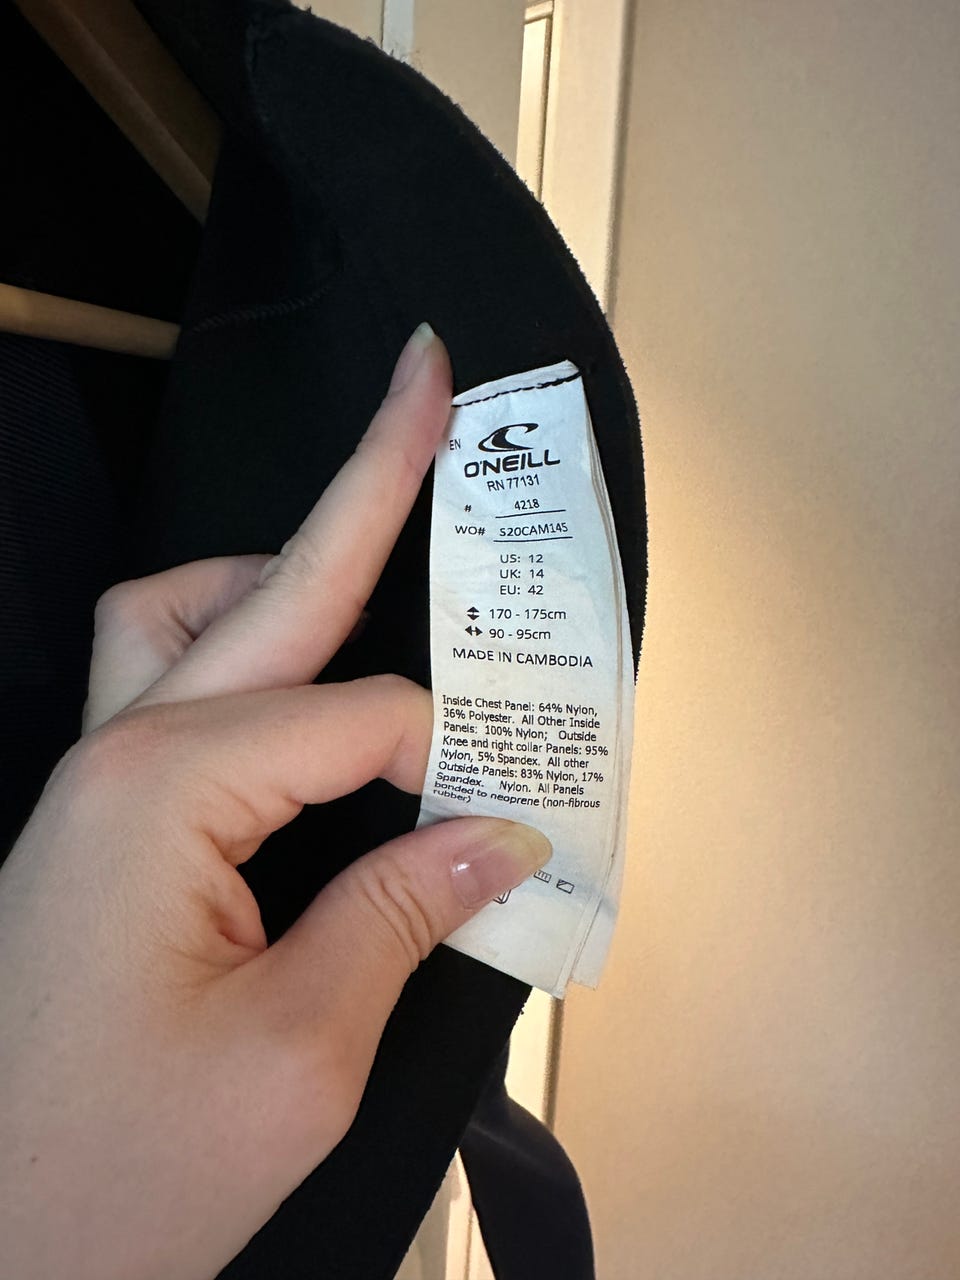 EN
O'NEILL
RN 77131
# 4218
WO# S20CAM145
US: 12
UK: 14
EU: 42
170 - 175cm
90 - 95cm
MADE IN CAMBODIA
Inside Chest Panel: 64% Nylon,
36% Polyester. All Other Inside
Panels: 100% Nylon; Outside
Knee and right collar Panels: 95%
Nylon, 5% Spandex. All other
Outside Panels: 83% Nylon, 17%
Spandex. Nylon. All Panels
bonded to neoprene (non-fibrous
rubber)